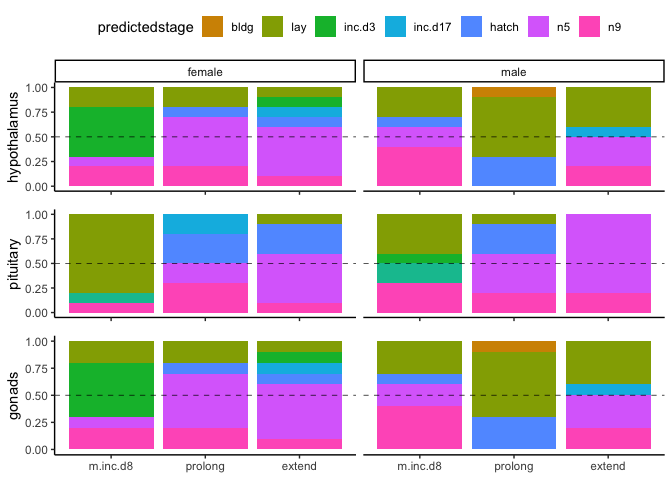 predictedstage bldg lay inc.d3 inc.d17 hatch n5 n9
female male
hypothalamus
1.00
0.75
0.50
0.25
0.00
pituitary
1.00
0.75
0.50
0.25
0.00
gonads
1.00
0.75
0.50
0.25
0.00
m.inc.d8 prolong extend m.inc.d8 prolong extend